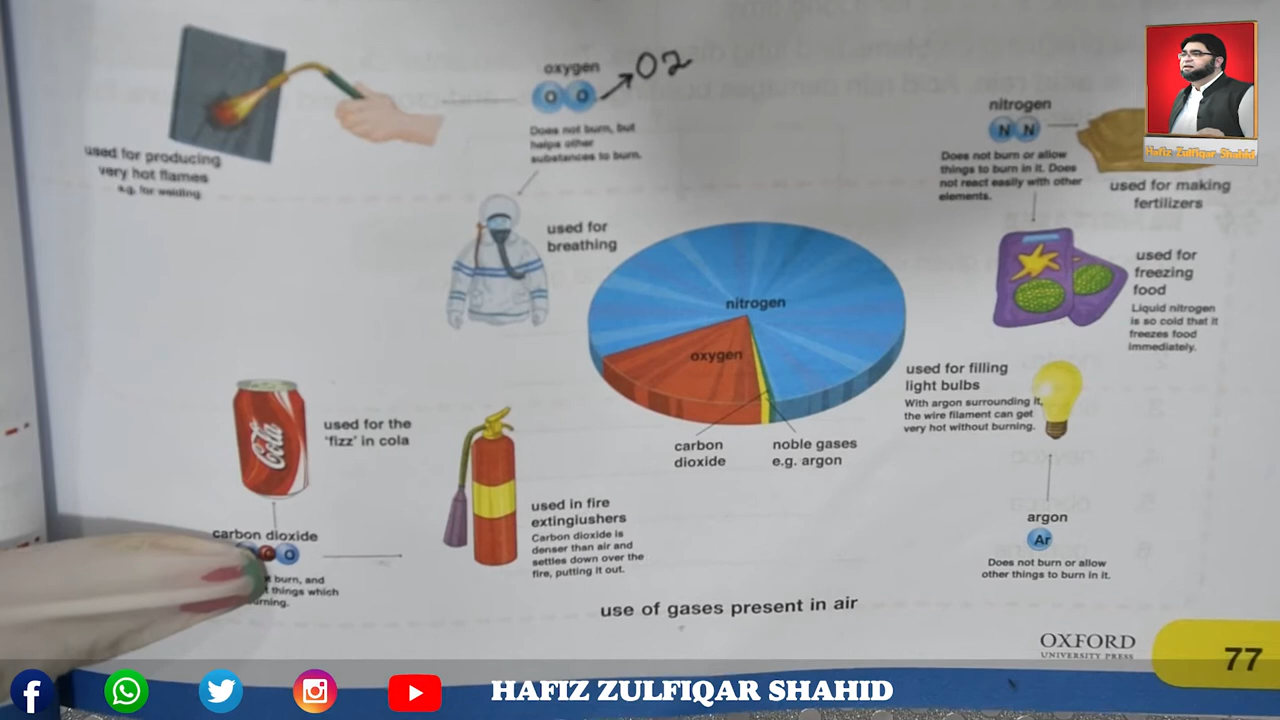 oxygen
O O
O2
Does not burn, but
helps other
substances to burn.
used for producing
very hot flames
e.g. for welding.
used for
breathing
nitrogen
N N
Does not burn or allow
things to burn in it. Does
not react easily with other
elements.
used for making
fertilizers
used for
freezing
food
Liquid nitrogen
is so cold that it
freezes food
immediately.
nitrogen
oxygen
carbon
dioxide
noble gases
e.g. argon
used for filling
light bulbs
With argon surrounding it,
the wire filament can get
very hot without burning.
argon
Ar
Does not burn or allow
other things to burn in it.
Cola
used for the
'fizz' in cola
carbon dioxide
O
burn, and
things which
used in fire
extingiushers
Carbon dioxide is
denser than air and
settles down over the
fire, putting it out.
use of gases present in air
OXFORD
UNIVERSITY PRESS
77
Hafiz Zulfiqar Shahid
HAFIZ ZULFIQAR SHAHID